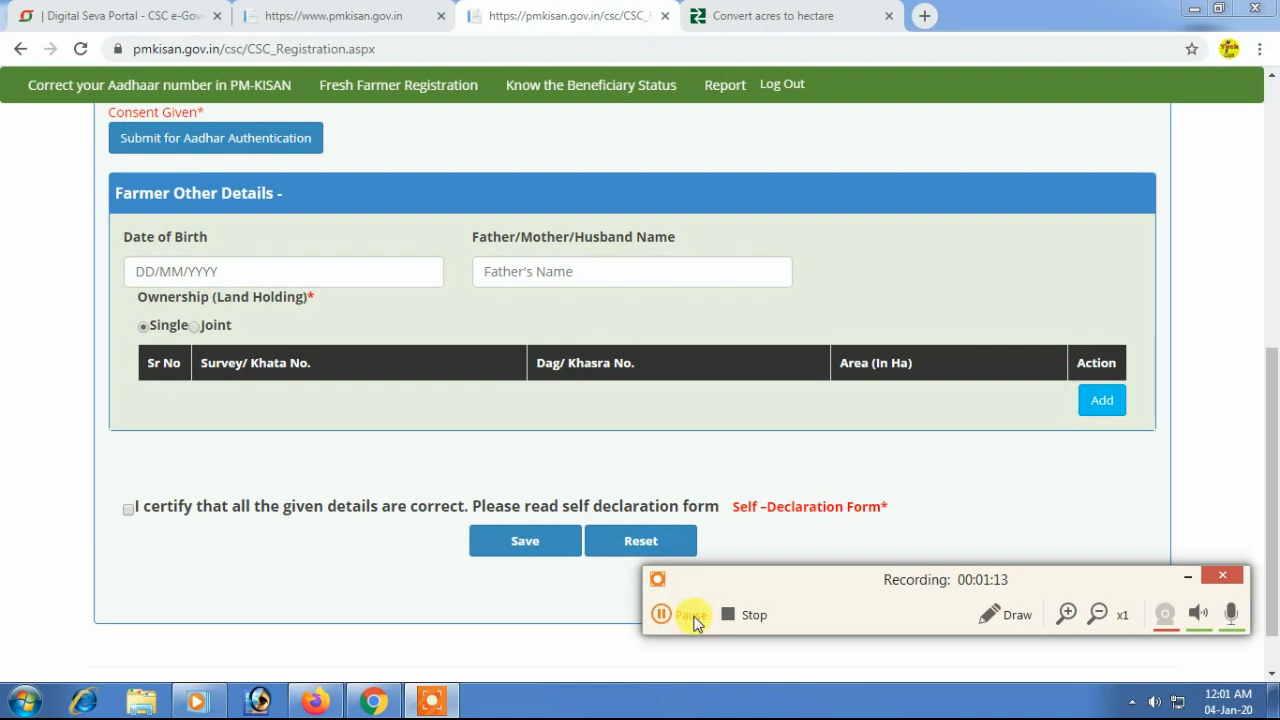 Digital Seva Portal - CSC e-Gov
https://www.pmkisan.gov.in
https://pmkisan.gov.in/csc/CSC_
Convert acres to hectare
pmkisan.gov.in/csc/CSC_Registration.aspx
Correct your Aadhaar number in PM-KISAN Fresh Farmer Registration Know the Beneficiary Status Report Log Out
Consent Given*
Submit for Aadhar Authentication
Farmer Other Details -
Date of Birth Father/Mother/Husband Name
DD/MM/YYYY Father's Name
Ownership (Land Holding)*
Single Joint
Sr No Survey/ Khata No. Dag/ Khasra No. Area (In Ha) Action
Add
I certify that all the given details are correct. Please read self declaration form Self –Declaration Form*
Save Reset
Recording: 00:01:13
Pause Stop Draw x1
12:01 AM
04-Jan-20